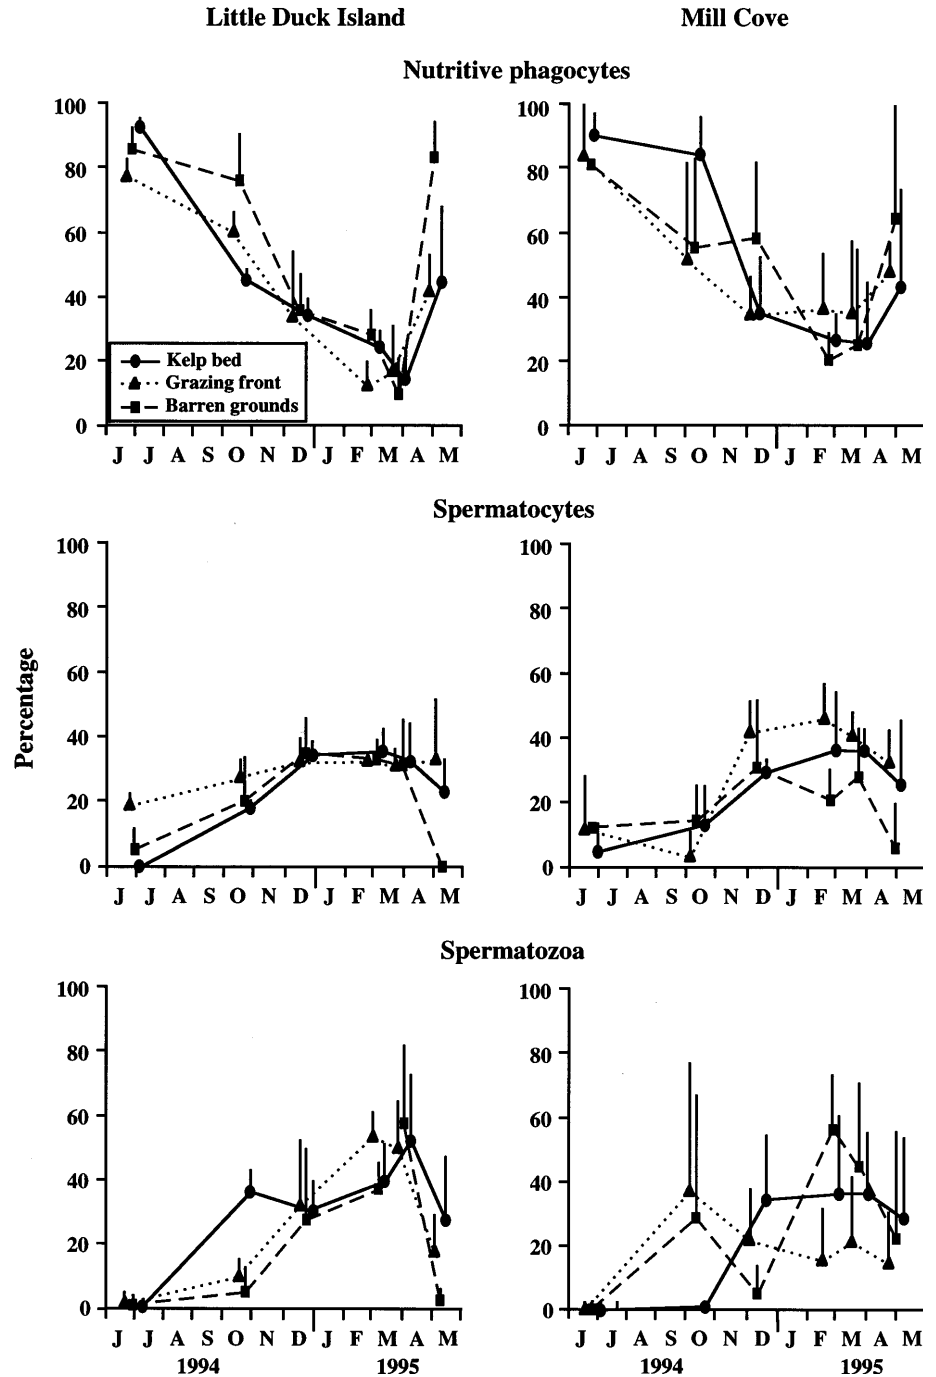 Little Duck Island Mill Cove
Nutritive phagocytes
100 100
80 80
60 60
40 40
20 20
0 0
Kelp bed
Grazing front
Barren grounds
J J A S O N D J F M A M J J A S O N D J F M A M
Spermatocytes
100 100
80 80
60 60
40 40
20 20
0 0
Percentage
J J A S O N D J F M A M J J A S O N D J F M A M
Spermatozoa
100 100
80 80
60 60
40 40
20 20
0 0
J J A S O N D J F M A M J J A S O N D J F M A M
1994 1995 1994 1995